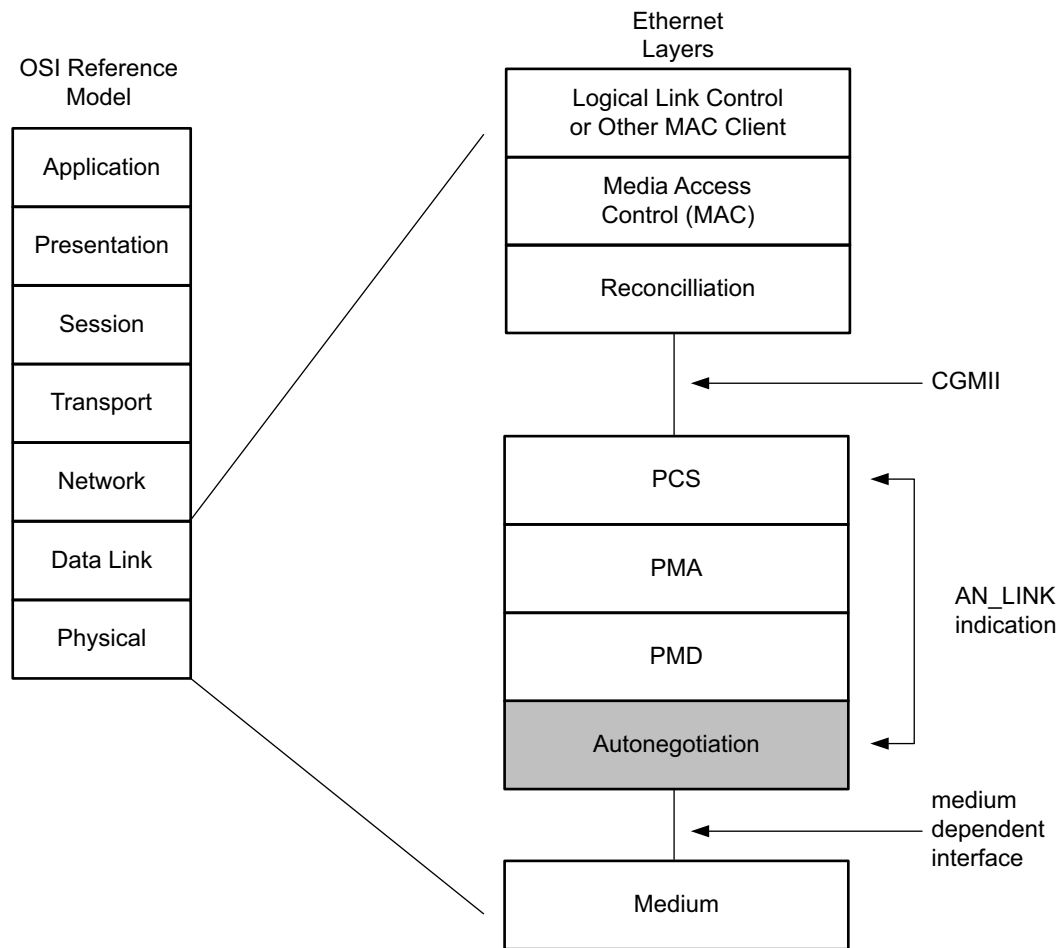 OSI Reference
Model
Application
Presentation
Session
Transport
Network
Data Link
Physical
Ethernet
Layers
Logical Link Control
or Other MAC Client
Media Access
Control (MAC)
Reconcilliation
CGMII
PCS
PMA
PMD
Autonegotiation
AN_LINK
indication
medium
dependent
interface
Medium